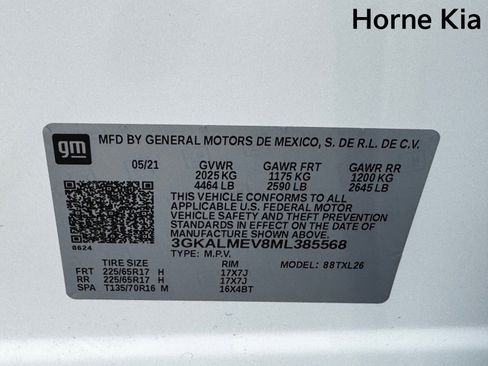 Horne Kia
gm MFD BY GENERAL MOTORS DE MEXICO, S. DE R.L. DE C.V.
05/21 GVWR GAWR FRT GAWR RR
2025 KG 1175 KG 1200 KG
4464 LB 2590 LB 2645 LB
THIS VEHICLE CONFORMS TO ALL
APPLICABLE U.S. FEDERAL MOTOR
VEHICLE SAFETY AND THEFT PREVENTION
STANDARDS IN EFFECT ON THE DATE OF
MANUFACTURE SHOWN ABOVE.
8624 3GKALMEV8ML385568
TYPE: M.P.V. MODEL: 88TXL26
TIRE SIZE RIM
FRT 225/65R17 H 17X7J
RR 225/65R17 H 17X7J
SPA T135/70R16 M 16X4BT